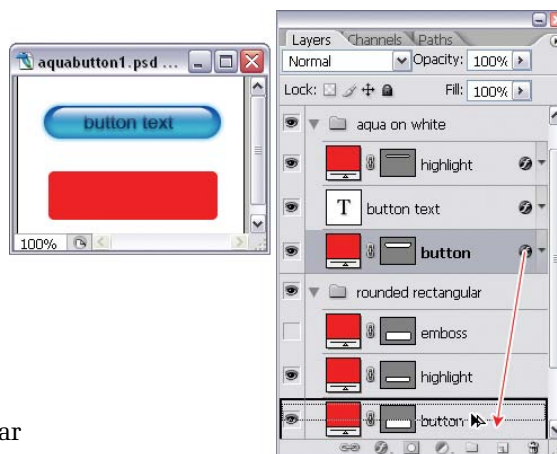 aquabutton1.psd ...
button text
100%
Layers Channels Paths
Normal Opacity: 100%
Lock: Fill: 100%
aqua on white
highlight
T button text
button
rounded rectangular
emboss
highlight
button
ar